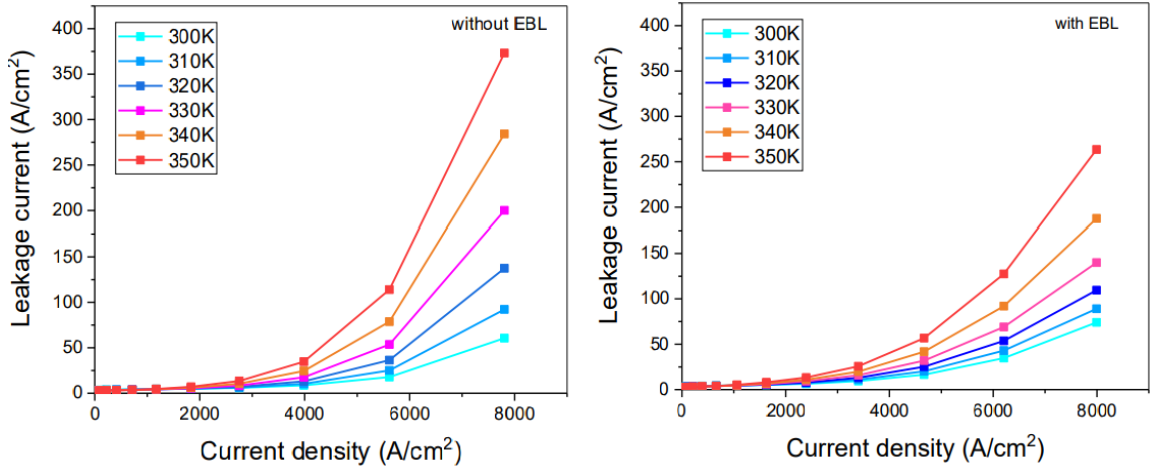 without EBL
300K
310K
320K
330K
340K
350K
400
350
300
250
200
150
100
50
0
Leakage current (A/cm²)
0 2000 4000 6000 8000
Current density (A/cm²)
with EBL
300K
310K
320K
330K
340K
350K
400
350
300
250
200
150
100
50
0
Leakage current (A/cm²)
0 2000 4000 6000 8000
Current density (A/cm²)